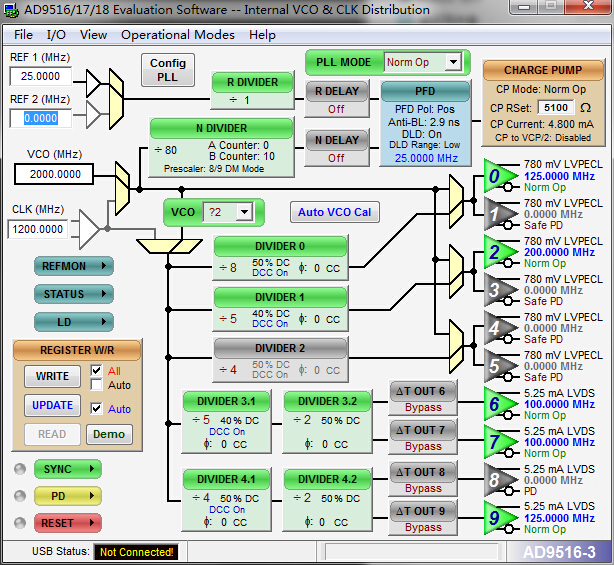 AD9516/17/18 Evaluation Software -- Internal VCO & CLK Distribution
File I/O View Operational Modes Help
REF 1 (MHz)
25.0000
REF 2 (MHz)
0.0000
Config
PLL
R DIVIDER
÷ 1
PLL MODE Norm Op
R DELAY
Off
PFD
PFD Pol: Pos
Anti-BL: 2.9 ns
DLD: On
DLD Range: Low
25.0000 MHz
CHARGE PUMP
CP Mode: Norm Op
CP RSet: 5100 Ω
CP Current: 4.800 mA
CP to VCP/2: Disabled
N DIVIDER
÷ 80
A Counter: 0
B Counter: 10
Prescaler: 8/9 DM Mode
N DELAY
Off
VCO (MHz)
2000.0000
CLK (MHz)
1200.0000
VCO ?2
Auto VCO Cal
REFMON
STATUS
LD
DIVIDER 0
÷ 8 50% DC
DCC On
ϕ: 0 CC
DIVIDER 1
÷ 5 40% DC
DCC On
ϕ: 0 CC
DIVIDER 2
÷ 4 50% DC
DCC On
ϕ: 0 CC
REGISTER W/R
WRITE
All
Auto
UPDATE
Auto
READ
Demo
DIVIDER 3.1
÷ 5 40% DC
DCC On
ϕ: 0 CC
DIVIDER 3.2
÷ 2 50% DC
ϕ: 0 CC
DIVIDER 4.1
÷ 4 50% DC
DCC On
ϕ: 0 CC
DIVIDER 4.2
÷ 2 50% DC
ϕ: 0 CC
ΔT OUT 6
Bypass
ΔT OUT 7
Bypass
ΔT OUT 8
Bypass
ΔT OUT 9
Bypass
0
780 mV LVPECL
125.0000 MHz
Norm Op
1
780 mV LVPECL
0.0000 MHz
Safe PD
2
780 mV LVPECL
200.0000 MHz
Norm Op
3
780 mV LVPECL
0.0000 MHz
Safe PD
4
780 mV LVPECL
0.0000 MHz
Safe PD
5
780 mV LVPECL
0.0000 MHz
Safe PD
6
5.25 mA LVDS
100.0000 MHz
Norm Op
7
5.25 mA LVDS
100.0000 MHz
Norm Op
8
5.25 mA LVDS
0.0000 MHz
PD
9
5.25 mA LVDS
125.0000 MHz
Norm Op
SYNC
PD
RESET
USB Status: Not Connected!
AD9516-3